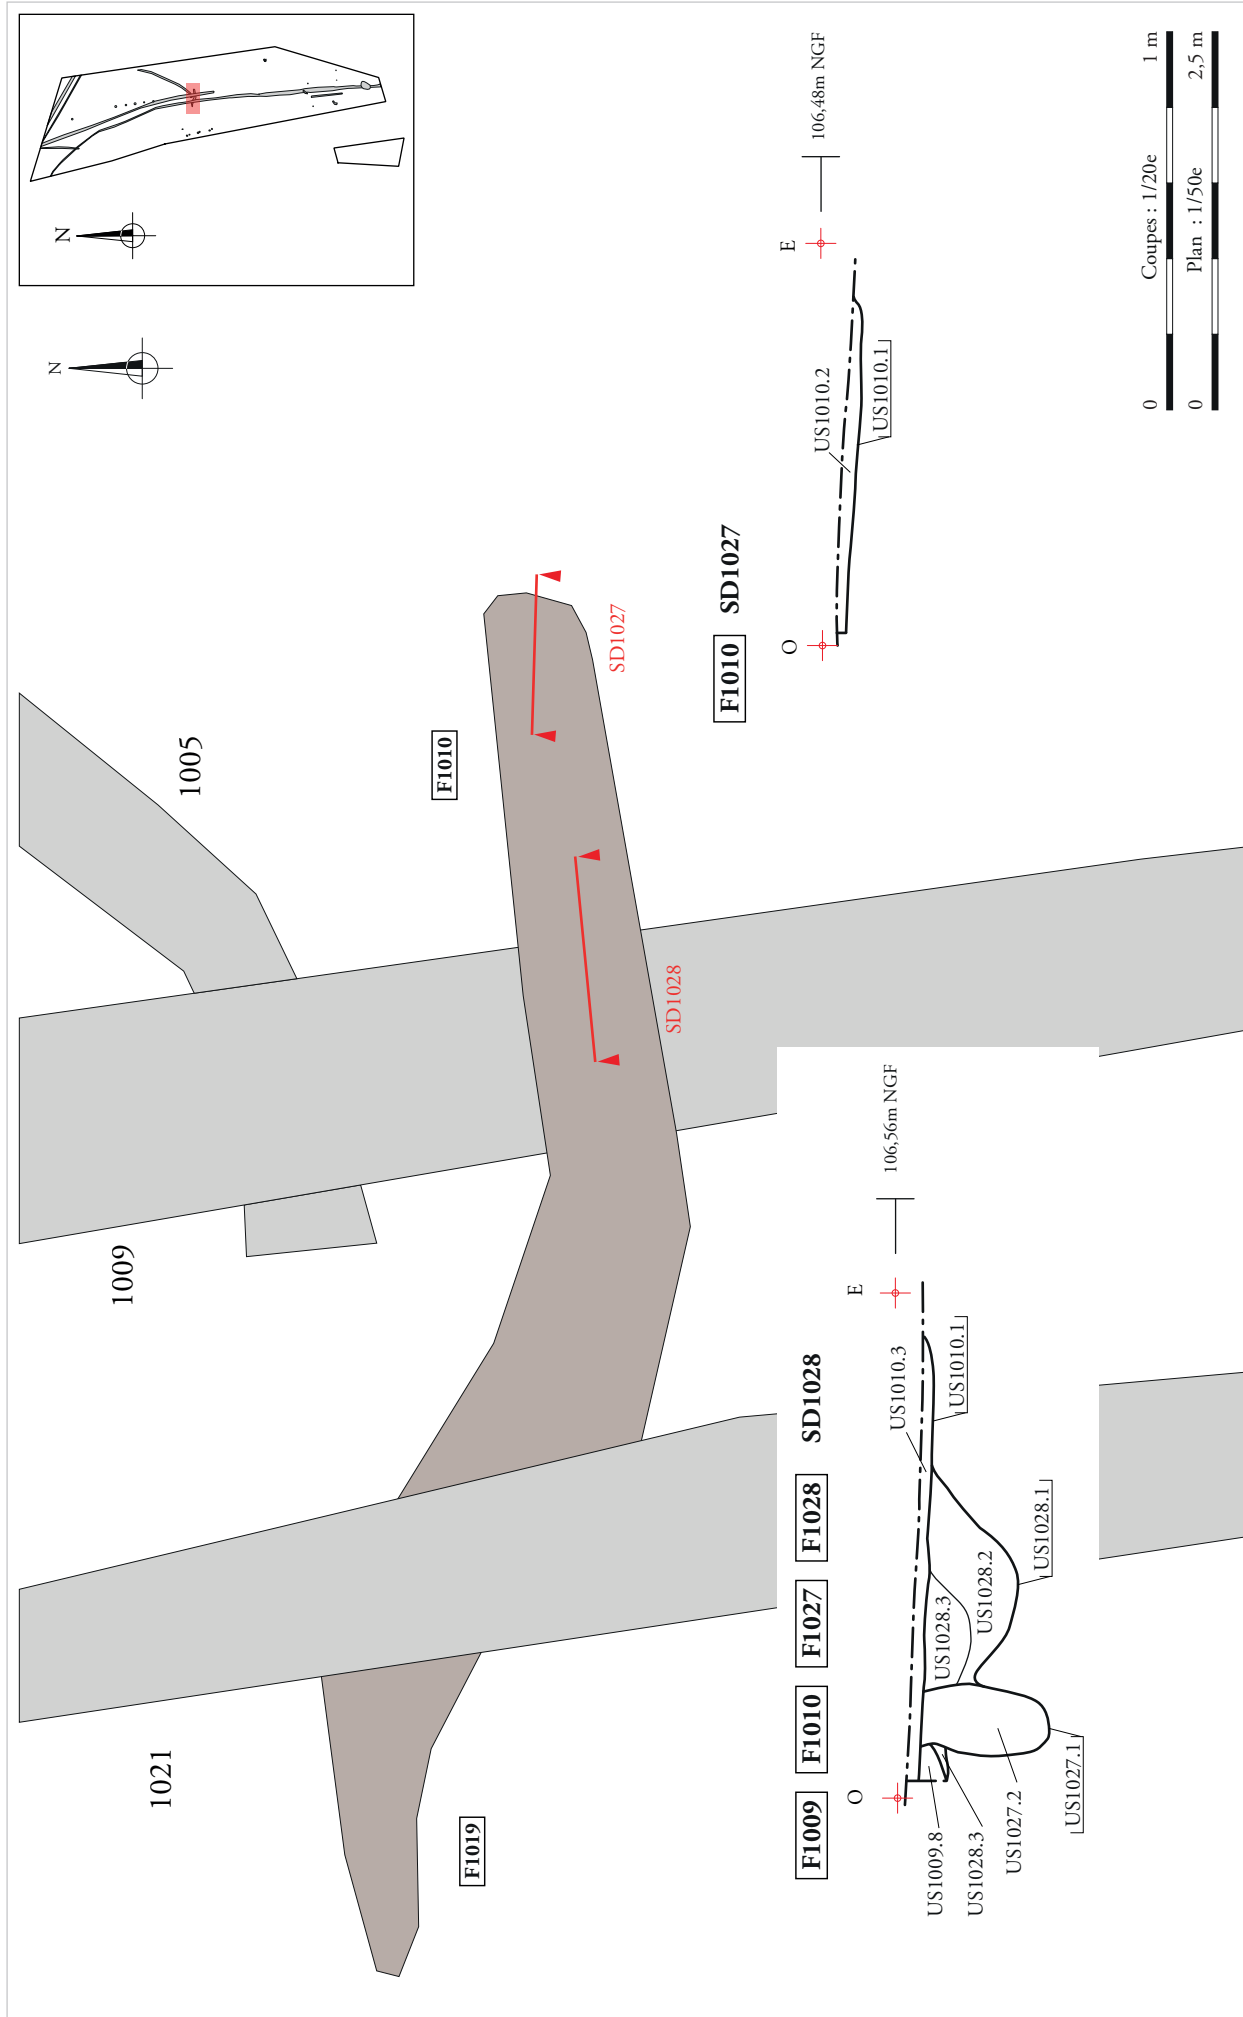 N
N
1005
1009
1021
F1010
F1019
SD1027
SD1028
F1010 SD1027
O
E
106,48m NGF
US1010.2
US1010.1
F1009 F1010 F1027 F1028 SD1028
O
E
106,56m NGF
US1010.3
US1010.1
US1028.3
US1028.2
US1028.1
US1009.8
US1028.3
US1027.2
US1027.1
0 Coupes : 1/20e 1 m
0 Plan : 1/50e 2,5 m